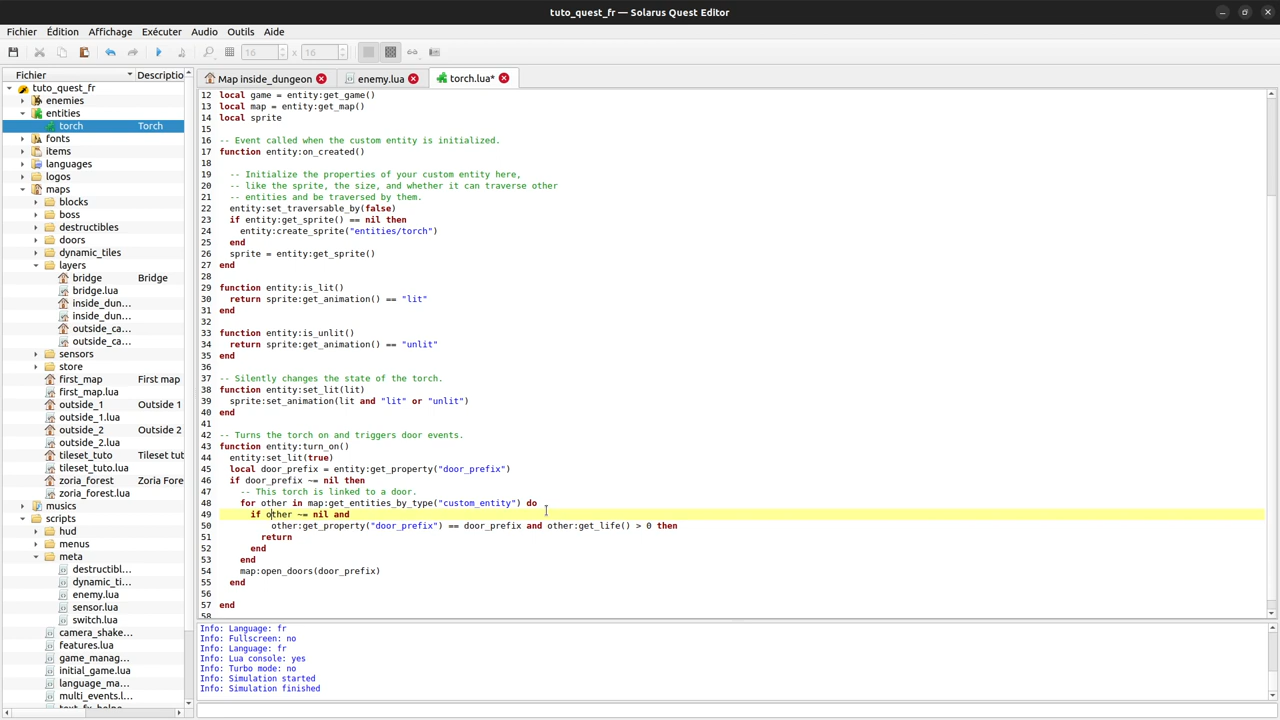 tuto_quest_fr — Solarus Quest Editor
Fichier Édition Affichage Exécuter Audio Outils Aide
16 x 16
Fichier Descriptio
tuto_quest_fr
enemies
entities
torch Torch
fonts
items
languages
logos
maps
blocks
boss
destructibles
doors
dynamic_tiles
layers
bridge Bridge
bridge.lua
inside_dun...
inside_dun...
outside_ca...
outside_ca...
sensors
store
first_map First map
first_map.lua
outside_1 Outside 1
outside_1.lua
outside_2 Outside 2
outside_2.lua
tileset_tuto Tileset tut
tileset_tuto.lua
zoria_forest Zoria Fore
zoria_forest.lua
musics
scripts
hud
menus
meta
destructibl...
dynamic_ti...
enemy.lua
sensor.lua
switch.lua
camera_shake...
features.lua
game_manag...
initial_game.lua
language_ma...
multi_events.l...
Map inside_dungeon enemy.lua torch.lua*
12 local game = entity:get_game()
13 local map = entity:get_map()
14 local sprite
15
16 -- Event called when the custom entity is initialized.
17 function entity:on_created()
18
19 -- Initialize the properties of your custom entity here,
20 -- like the sprite, the size, and whether it can traverse other
21 -- entities and be traversed by them.
22 entity:set_traversable_by(false)
23 if entity:get_sprite() == nil then
24 entity:create_sprite("entities/torch")
25 end
26 sprite = entity:get_sprite()
27 end
28
29 function entity:is_lit()
30 return sprite:get_animation() == "lit"
31 end
32
33 function entity:is_unlit()
34 return sprite:get_animation() == "unlit"
35 end
36
37 -- Silently changes the state of the torch.
38 function entity:set_lit(lit)
39 sprite:set_animation(lit and "lit" or "unlit")
40 end
41
42 -- Turns the torch on and triggers door events.
43 function entity:turn_on()
44 entity:set_lit(true)
45 local door_prefix = entity:get_property("door_prefix")
46 if door_prefix ~= nil then
47 -- This torch is linked to a door.
48 for other in map:get_entities_by_type("custom_entity") do
49 if other ~= nil and
50 other:get_property("door_prefix") == door_prefix and other:get_life() > 0 then
51 return
52 end
53 end
54 map:open_doors(door_prefix)
55 end
56
57 end
58
Info: Language: fr
Info: Fullscreen: no
Info: Language: fr
Info: Lua console: yes
Info: Turbo mode: no
Info: Simulation started
Info: Simulation finished